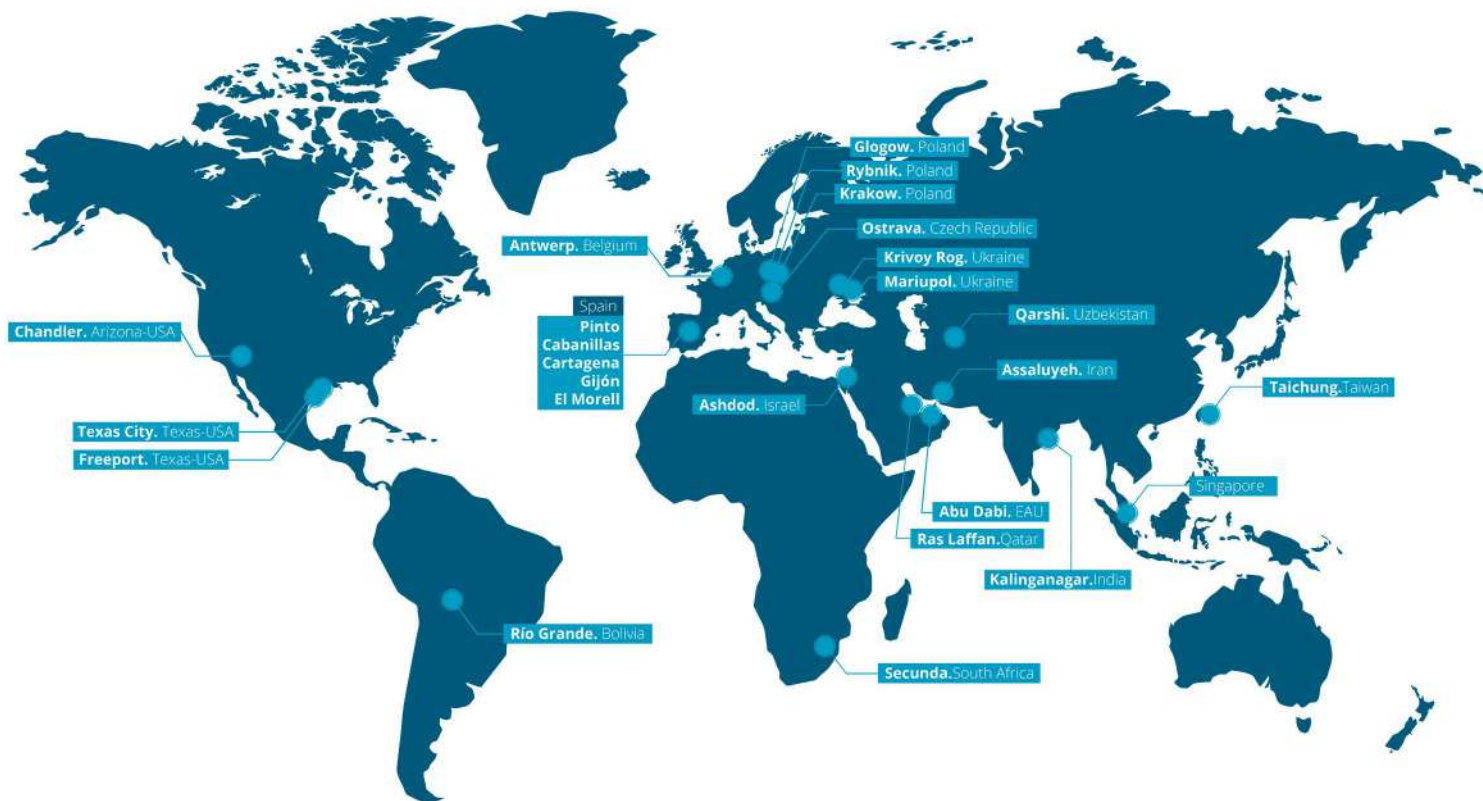 Glogow. Poland
Rybnik. Poland
Krakow. Poland
Ostrava. Czech Republic
Antwerp. Belgium
Krivoy Rog. Ukraine
Mariupol. Ukraine
Spain
Pinto
Cabanillas
Cartagena
Gijón
El Morell
Qarshi. Uzbekistan
Chandler. Arizona-USA
Assaluyeh. Iran
Taichung.Taiwan
Ashdod. Israel
Texas City. Texas-USA
Freeport. Texas-USA
Singapore
Abu Dabi. EAU
Ras Laffan.Qatar
Kalinganagar.India
Río Grande. Bolivia
Secunda.South Africa